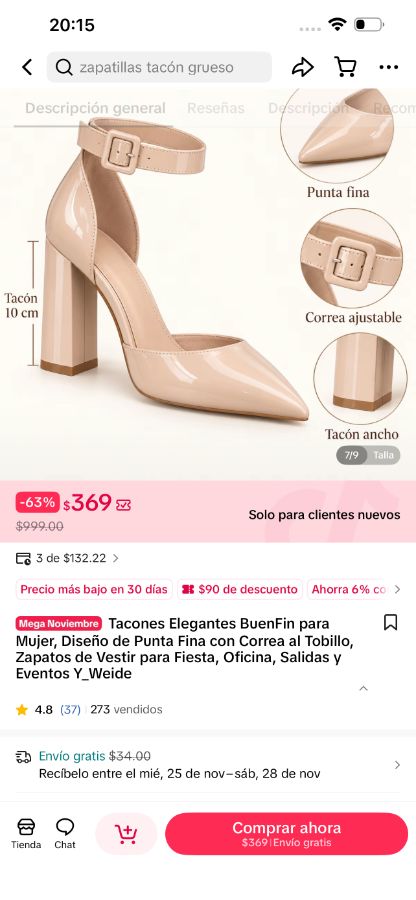 20:15
zapatillas tacón grueso
Descripción general Reseñas Descripción Recom
Punta fina
Correa ajustable
Tacón
10 cm
Tacón ancho
7/9 Talla
-63% $369
$999.00
Solo para clientes nuevos
3 de $132.22
Precio más bajo en 30 días $90 de descuento Ahorra 6% co
Mega Noviembre Tacones Elegantes BuenFin para
Mujer, Diseño de Punta Fina con Correa al Tobillo,
Zapatos de Vestir para Fiesta, Oficina, Salidas y
Eventos Y_Weide
4.8 (37) 273 vendidos
Envío gratis $34.00
Recíbelo entre el mié, 25 de nov–sáb, 28 de nov
Tienda Chat
Comprar ahora
$369 | Envío gratis